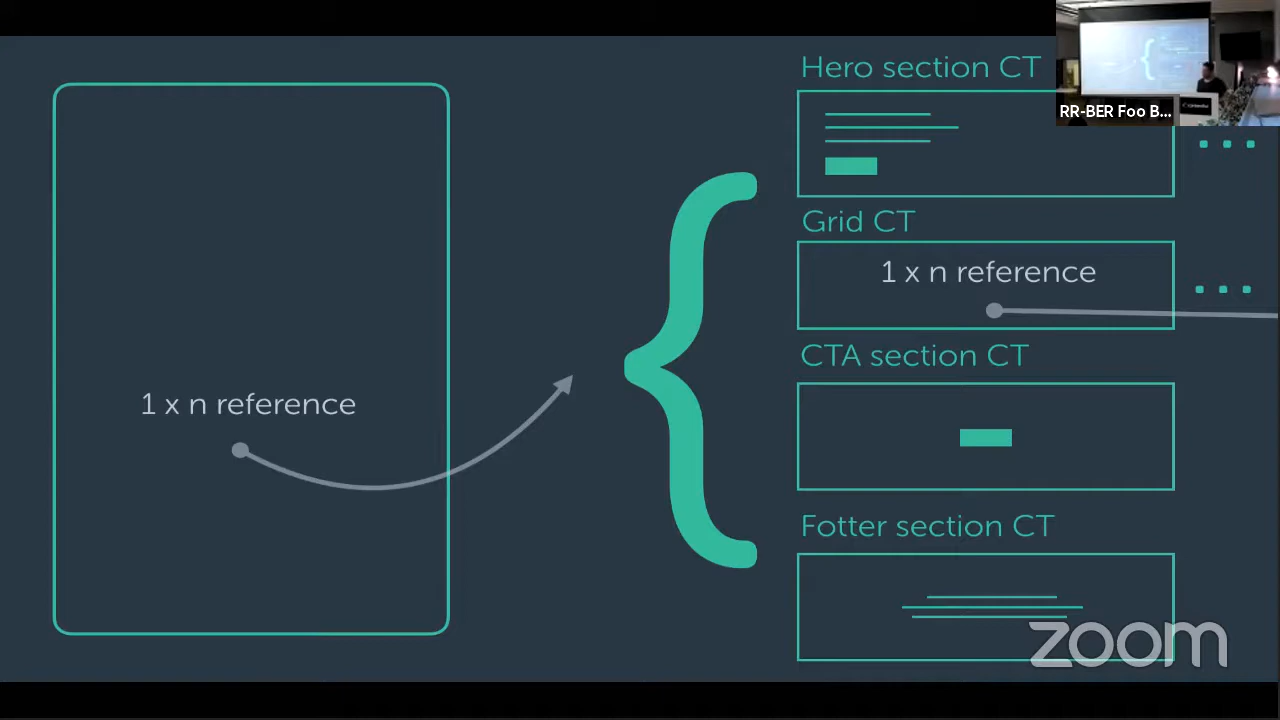 Hero section CT
RR-BER Foo B...
Grid CT
1 x n reference
CTA section CT
1 x n reference
Fotter section CT
zoom